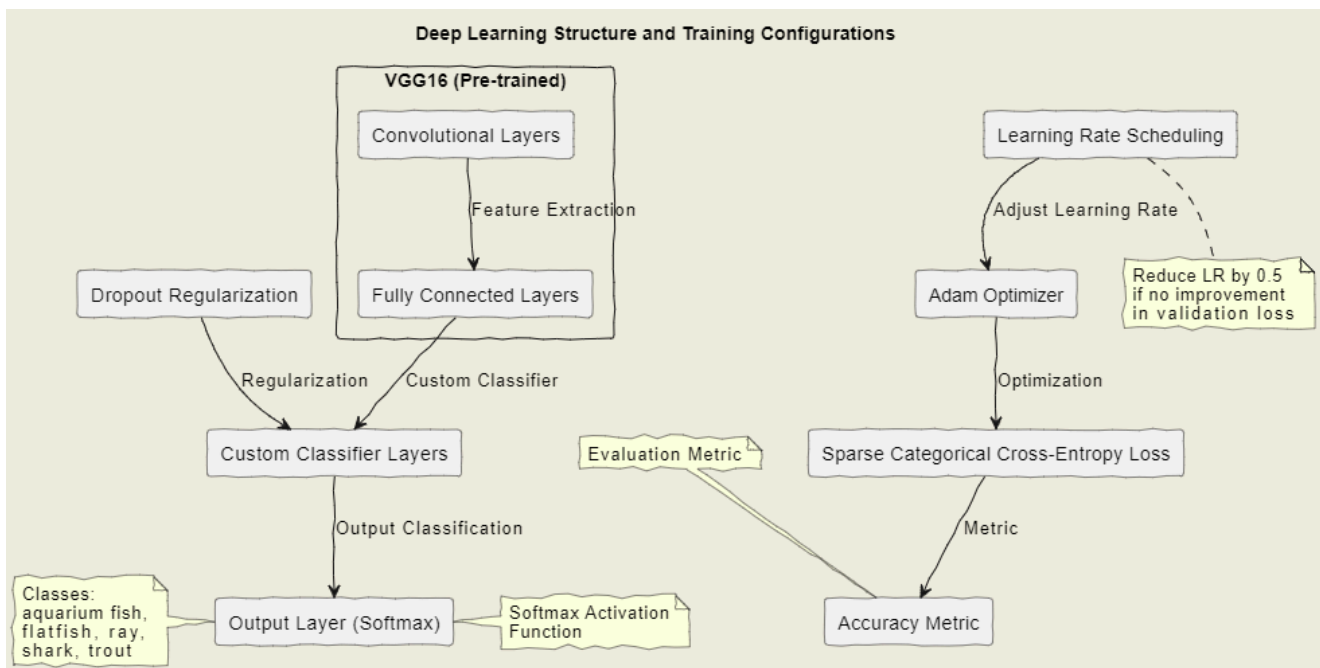 Deep Learning Structure and Training Configurations
VGG16 (Pre-trained)
Convolutional Layers
Feature Extraction
Dropout Regularization
Fully Connected Layers
Regularization
Custom Classifier
Custom Classifier Layers
Output Classification
Classes:
aquarium fish,
flatfish, ray,
shark, trout
Output Layer (Softmax)
Softmax Activation
Function
Learning Rate Scheduling
Adjust Learning Rate
Reduce LR by 0.5
if no improvement
in validation loss
Adam Optimizer
Optimization
Evaluation Metric
Sparse Categorical Cross-Entropy Loss
Metric
Accuracy Metric